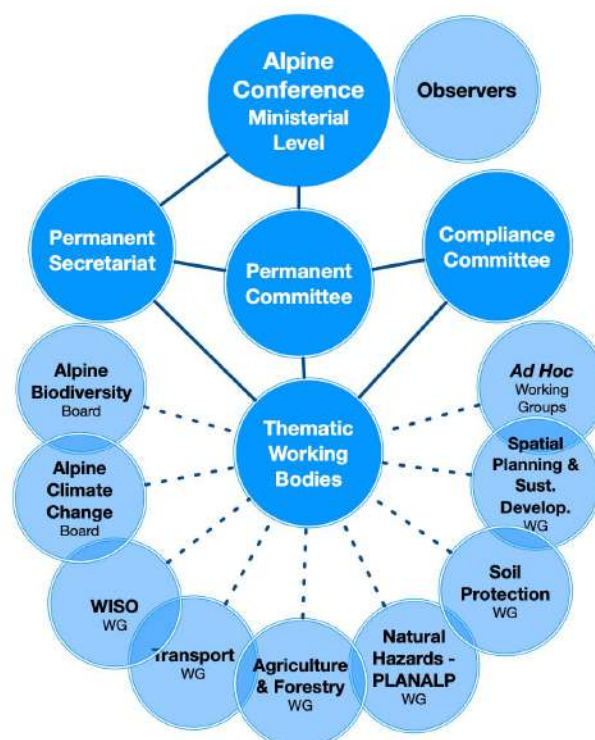 Alpine
Conference
Ministerial
Level
Observers
Permanent
Secretariat
Permanent
Committee
Compliance
Committee
Alpine
Biodiversity
Board
Thematic
Working
Bodies
Ad Hoc
Working
Groups
Alpine
Climate
Change
Board
Spatial
Planning &
Sust.
Develop.
WG
WISO
WG
Soil
Protection
WG
Transport
WG
Agriculture
& Forestry
WG
Natural
Hazards -
PLANALP
WG